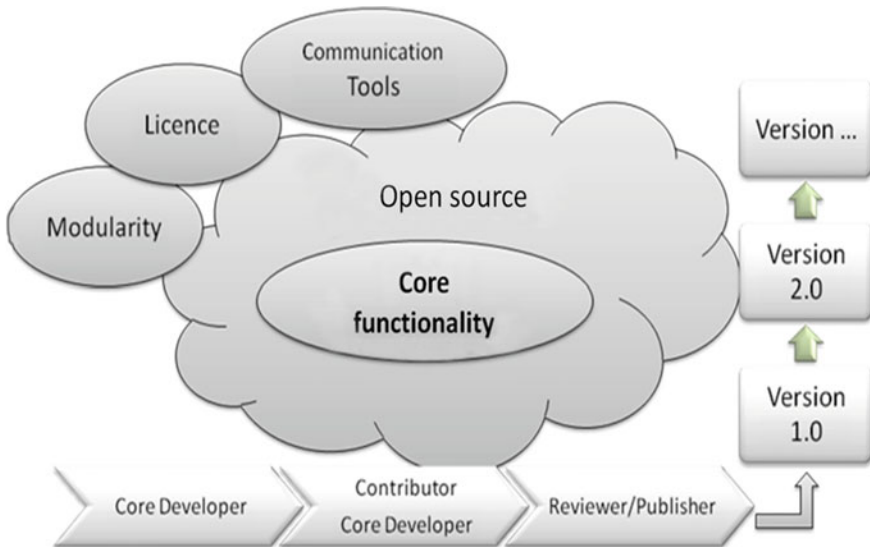 Communication
Tools
Licence
Modularity
Open source
Core
functionality
Version ...
Version
2.0
Version
1.0
Core Developer
Contributor
Core Developer
Reviewer/Publisher